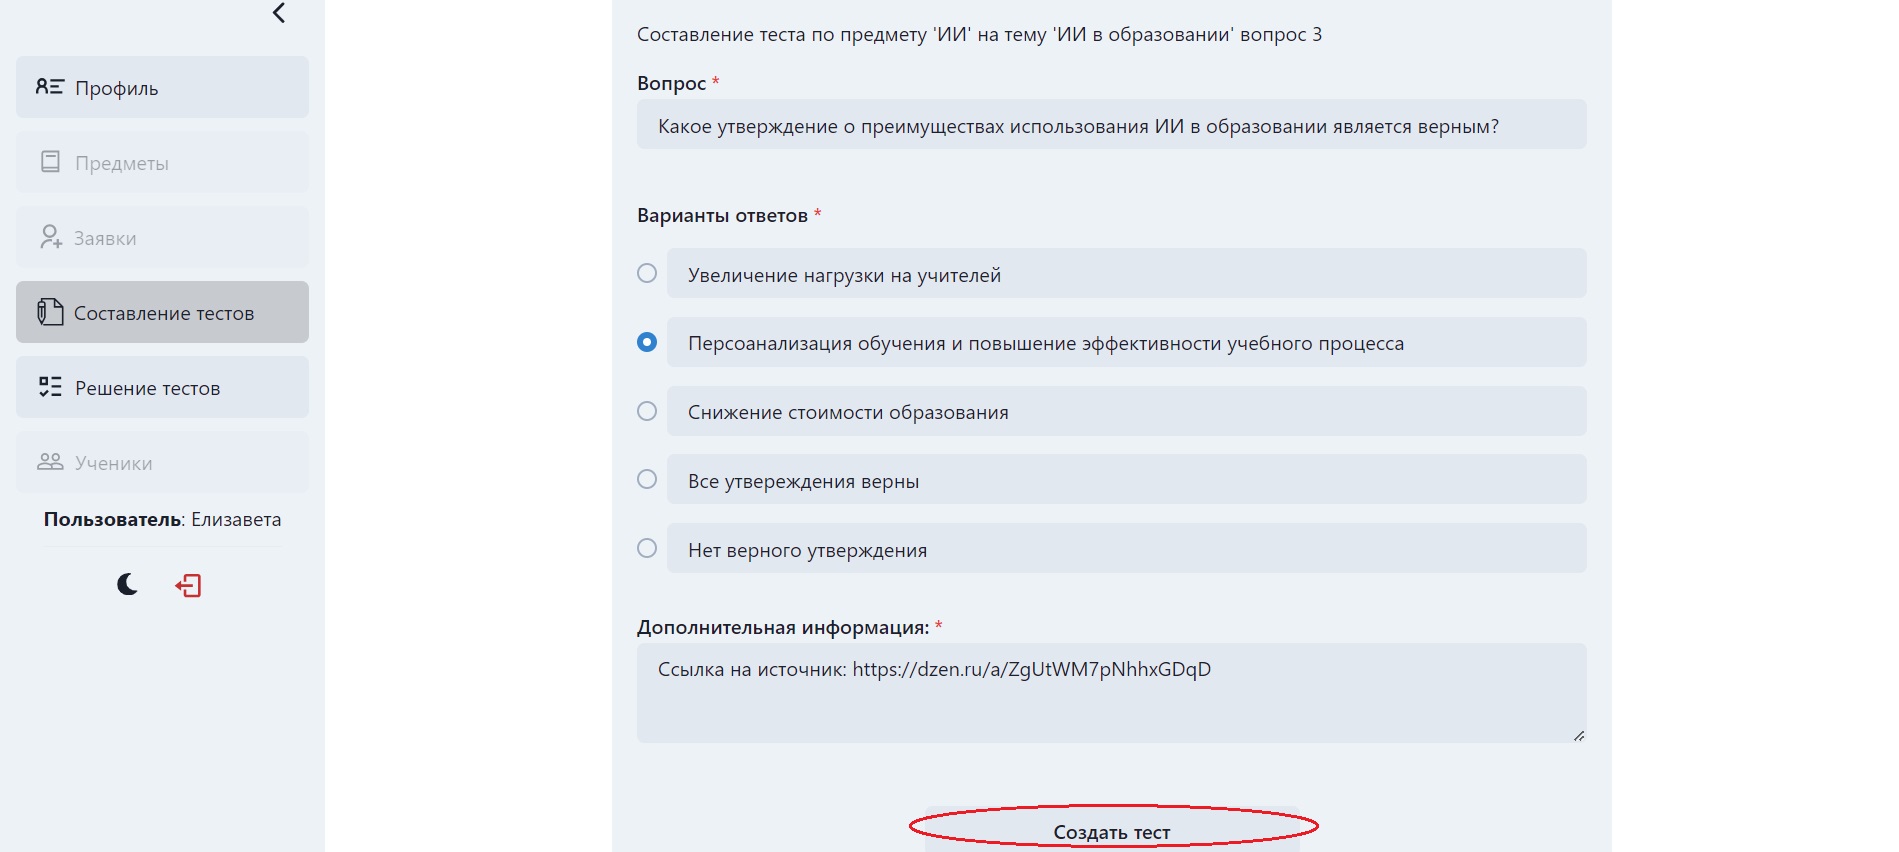 Профиль
Предметы
Заявки
Составление тестов
Решение тестов
Ученики
Пользователь: Елизавета
Составление теста по предмету 'ИИ' на тему 'ИИ в образовании' вопрос 3
Вопрос *
Какое утверждение о преимуществах использования ИИ в образовании является верным?
Варианты ответов *
Увеличение нагрузки на учителей
Персоанализация обучения и повышение эффективности учебного процесса
Снижение стоимости образования
Все утвереждения верны
Нет верного утверждения
Дополнительная информация: *
Ссылка на источник: https://dzen.ru/a/ZgUtWM7pNhhxGDqD
Создать тест